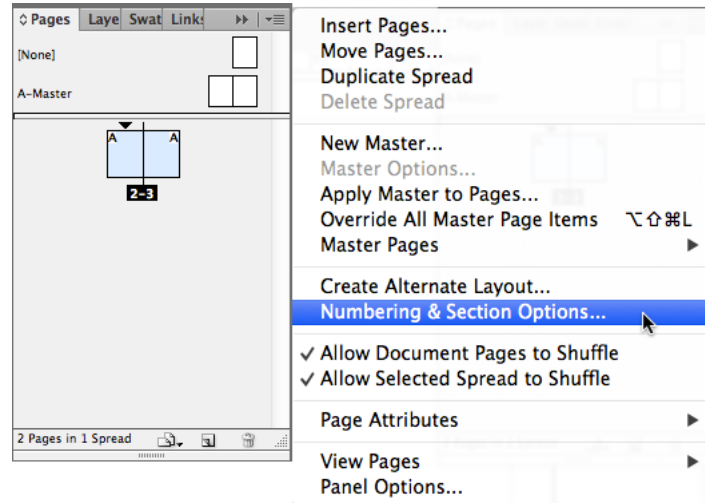 Pages Laye Swat Link
[None]
A-Master
A A
2-3
2 Pages in 1 Spread
Insert Pages...
Move Pages...
Duplicate Spread
Delete Spread
New Master...
Master Options...
Apply Master to Pages...
Override All Master Page Items ⌥⇧⌘L
Master Pages
Create Alternate Layout...
Numbering & Section Options...
✓ Allow Document Pages to Shuffle
✓ Allow Selected Spread to Shuffle
Page Attributes
View Pages
Panel Options...